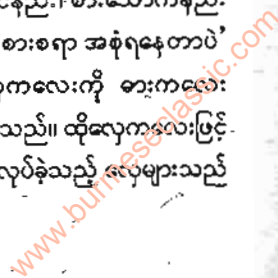 စားစရာ အစုံရနေတာပဲ'
ကလေးကို ဓားကလေး
သည်။ ထိုလှေကလေးဖြင့်
လုပ်ခဲ့သည့် လှေများသည်
www.burmeseclassic.com